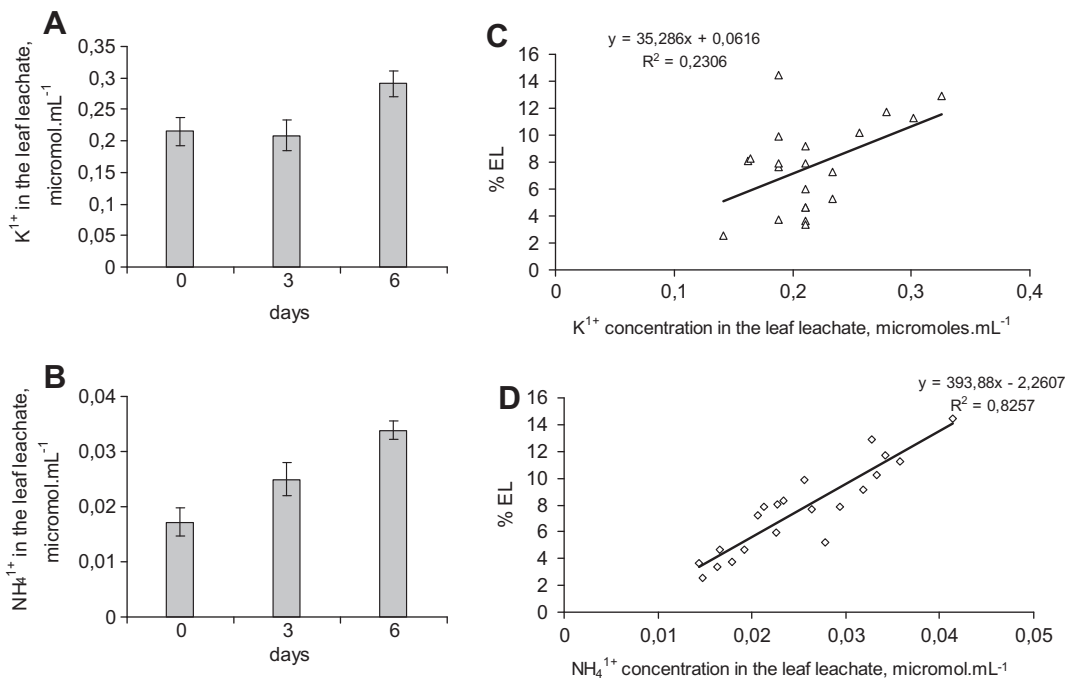 A
K¹⁺ in the leaf leachate,
micromol.mL⁻¹
0,35
0,3
0,25
0,2
0,15
0,1
0,05
0
0 3 6
days
B
NH₄¹⁺ in the leaf leachate,
micromol.mL⁻¹
0,04
0,03
0,02
0,01
0
0 3 6
days
C
y = 35,286x + 0,0616
R² = 0,2306
% EL
16
14
12
10
8
6
4
2
0
0 0,1 0,2 0,3 0,4
K¹⁺ concentration in the leaf leachate, micromoles.mL⁻¹
D
y = 393,88x - 2,2607
R² = 0,8257
% EL
16
14
12
10
8
6
4
2
0
0 0,01 0,02 0,03 0,04 0,05
NH₄¹⁺ concentration in the leaf leachate, micromol.mL⁻¹